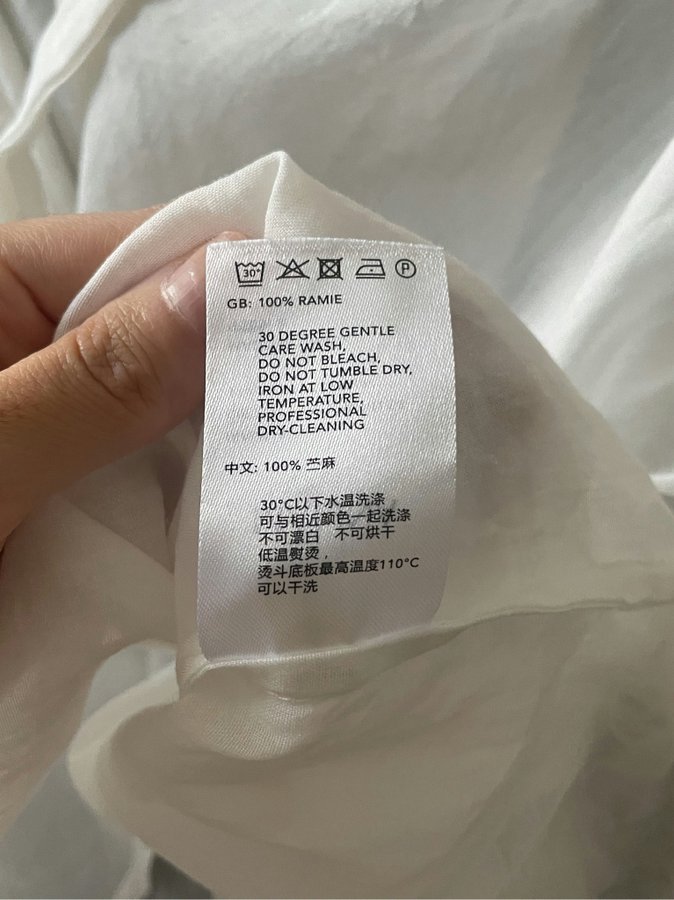 30°
P
GB: 100% RAMIE
30 DEGREE GENTLE
CARE WASH,
DO NOT BLEACH,
DO NOT TUMBLE DRY,
IRON AT LOW
TEMPERATURE,
PROFESSIONAL
DRY-CLEANING
中文: 100% 苎麻
30°C以下水温洗涤
可与相近颜色一起洗涤
不可漂白 不可烘干
低温熨烫，
烫斗底板最高温度110°C
可以干洗